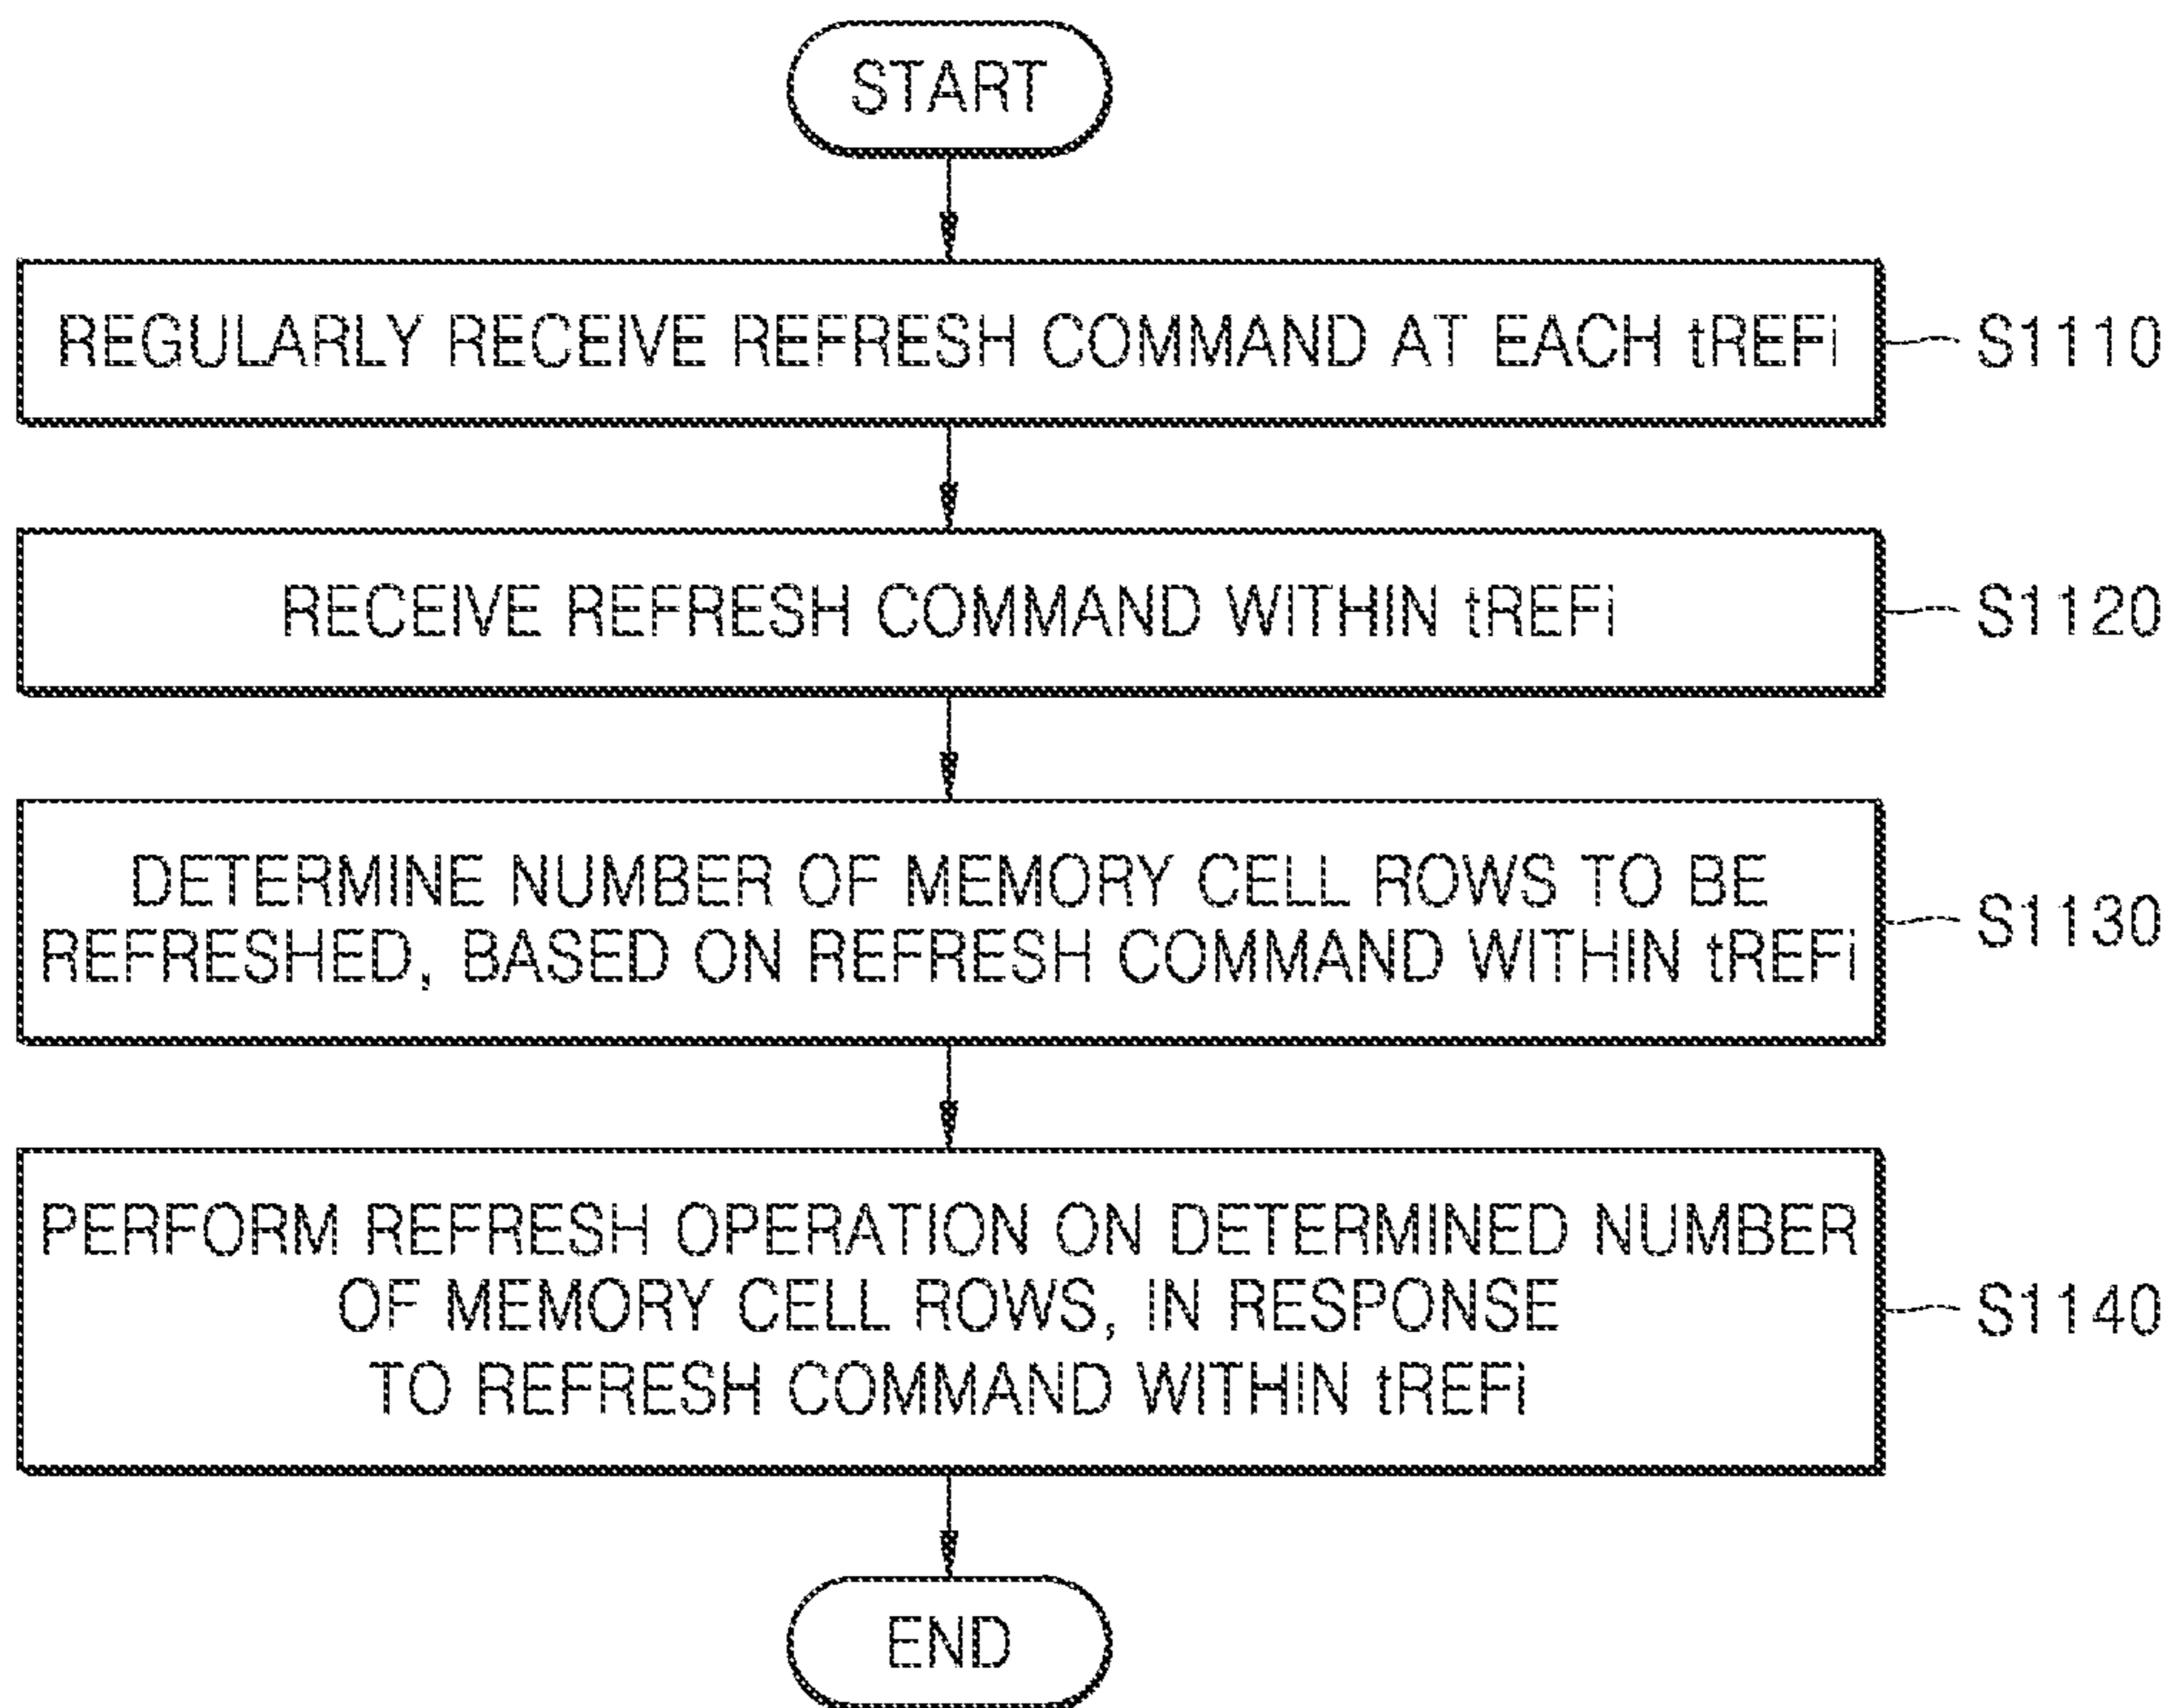 START
REGULARLY RECEIVE REFRESH COMMAND AT EACH tREFi
S1110
RECEIVE REFRESH COMMAND WITHIN tREFi
S1120
DETERMINE NUMBER OF MEMORY CELL ROWS TO BE
REFRESHED, BASED ON REFRESH COMMAND WITHIN tREFi
S1130
PERFORM REFRESH OPERATION ON DETERMINED NUMBER
OF MEMORY CELL ROWS, IN RESPONSE
TO REFRESH COMMAND WITHIN tREFi
S1140
END